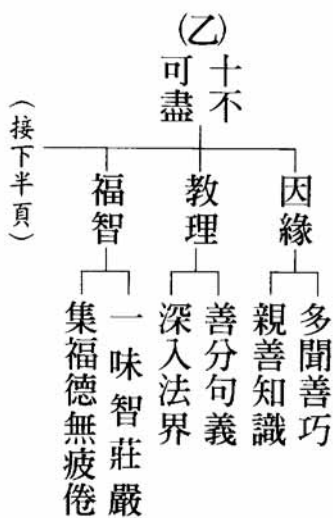 (乙)
十不
可盡
因緣
多聞善巧
親善知識
教理
善分句義
深入法界
福智
一味智莊嚴
集福德無疲倦
(接下半頁)